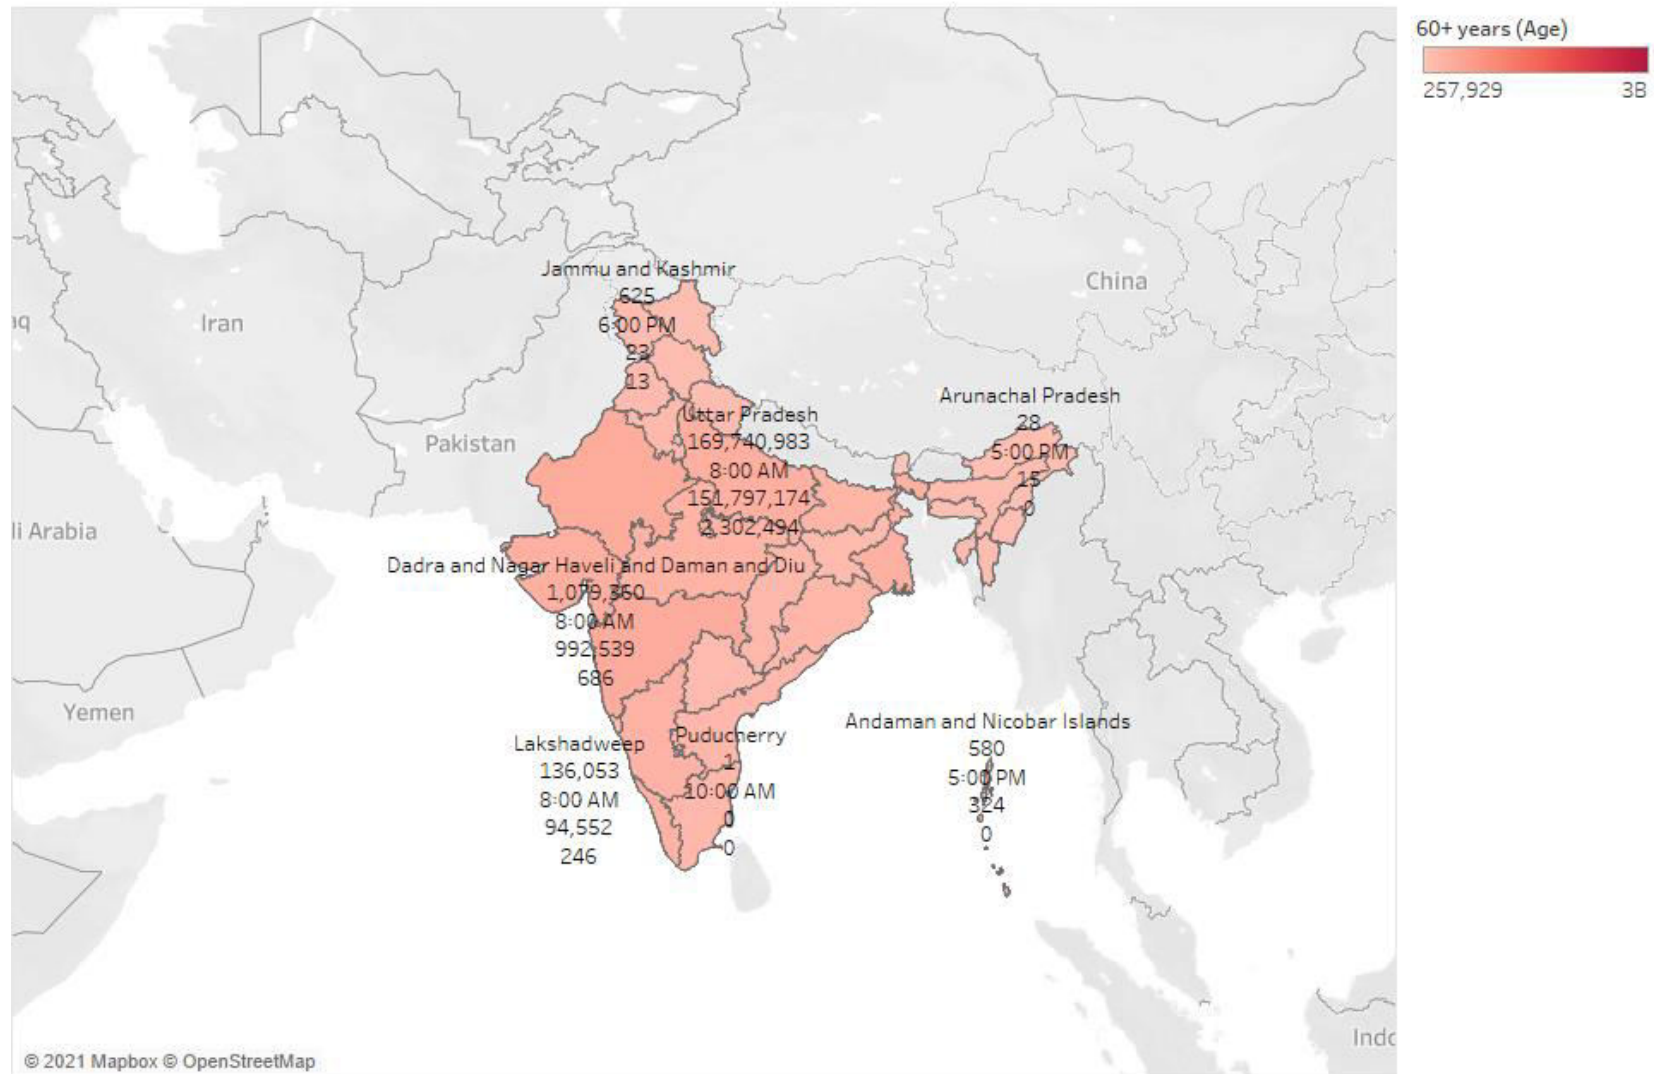 60+ years (Age)
257,929 3B
Jammu and Kashmir
625
6:00 PM
23
13
China
Iran
aq
Arunachal Pradesh
28
5:00 PM
15
0
Uttar Pradesh
169,740,983
8:00 AM
151,797,174
2,302,494
Pakistan
di Arabia
Dadra and Nagar Haveli and Daman and Diu
1,079,360
8:00 AM
992,539
686
Yemen
Lakshadweep
136,053
8:00 AM
94,552
246
Puducherry
1
10:00 AM
0
0
Andaman and Nicobar Islands
580
5:00 PM
324
0
Indo
© 2021 Mapbox © OpenStreetMap